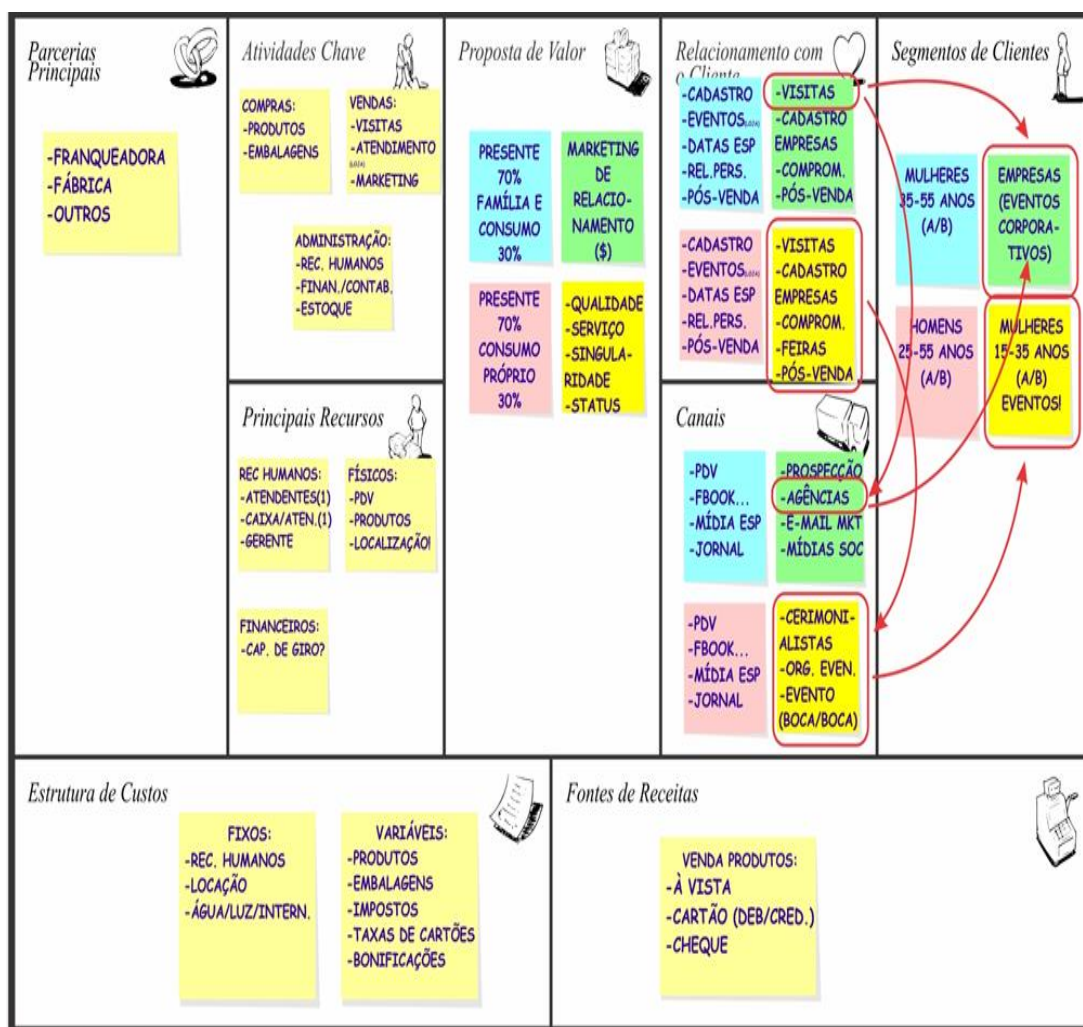 Parcerias
Principais
-FRANQUEADORA
-FÁBRICA
-OUTROS
Atividades Chave
COMPRAS:
-PRODUTOS
-EMBALAGENS
VENDAS:
-VISITAS
-ATENDIMENTO
(LOJA)
-MARKETING
ADMINISTRAÇÃO:
-REC. HUMANOS
-FINAN./CONTAB.
-ESTOQUE
Principais Recursos
REC HUMANOS:
-ATENDENTES(1)
-CAIXA/ATEN.(1)
-GERENTE
FÍSICOS:
-PDV
-PRODUTOS
-LOCALIZAÇÃO!
FINANCEIROS:
-CAP. DE GIRO?
Proposta de Valor
PRESENTE
70%
FAMÍLIA E
CONSUMO
30%
MARKETING
DE
RELACIO-
NAMENTO
($)
PRESENTE
70%
CONSUMO
PRÓPRIO
30%
-QUALIDADE
-SERVIÇO
-SINGULA-
RIDADE
-STATUS
Relacionamento com
o Cliente
-CADASTRO
-EVENTOS(LOJA)
-DATAS ESP
-REL.PERS.
-PÓS-VENDA
-VISITAS
-CADASTRO
EMPRESAS
-COMPROM.
-PÓS-VENDA
-CADASTRO
-EVENTOS(LOJA)
-DATAS ESP
-REL.PERS.
-PÓS-VENDA
-VISITAS
-CADASTRO
EMPRESAS
-COMPROM.
-FEIRAS
-PÓS-VENDA
Canais
-PDV
-FBOOK...
-MÍDIA ESP
-JORNAL
-PROSPECÇÃO
-AGÊNCIAS
-E-MAIL MKT
-MÍDIAS SOC
-PDV
-FBOOK...
-MÍDIA ESP
-JORNAL
-CERIMONI-
ALISTAS
-ORG. EVEN.
-EVENTO
(BOCA/BOCA)
Segmentos de Clientes
MULHERES
35-55 ANOS
(A/B)
EMPRESAS
(EVENTOS
CORPORA-
TIVOS)
HOMENS
25-55 ANOS
(A/B)
MULHERES
15-35 ANOS
(A/B)
EVENTOS!
Estrutura de Custos
FIXOS:
-REC. HUMANOS
-LOCAÇÃO
-ÁGUA/LUZ/INTERN.
VARIÁVEIS:
-PRODUTOS
-EMBALAGENS
-IMPOSTOS
-TAXAS DE CARTÕES
-BONIFICAÇÕES
Fontes de Receitas
VENDA PRODUTOS:
-À VISTA
-CARTÃO (DEB/CRED.)
-CHEQUE